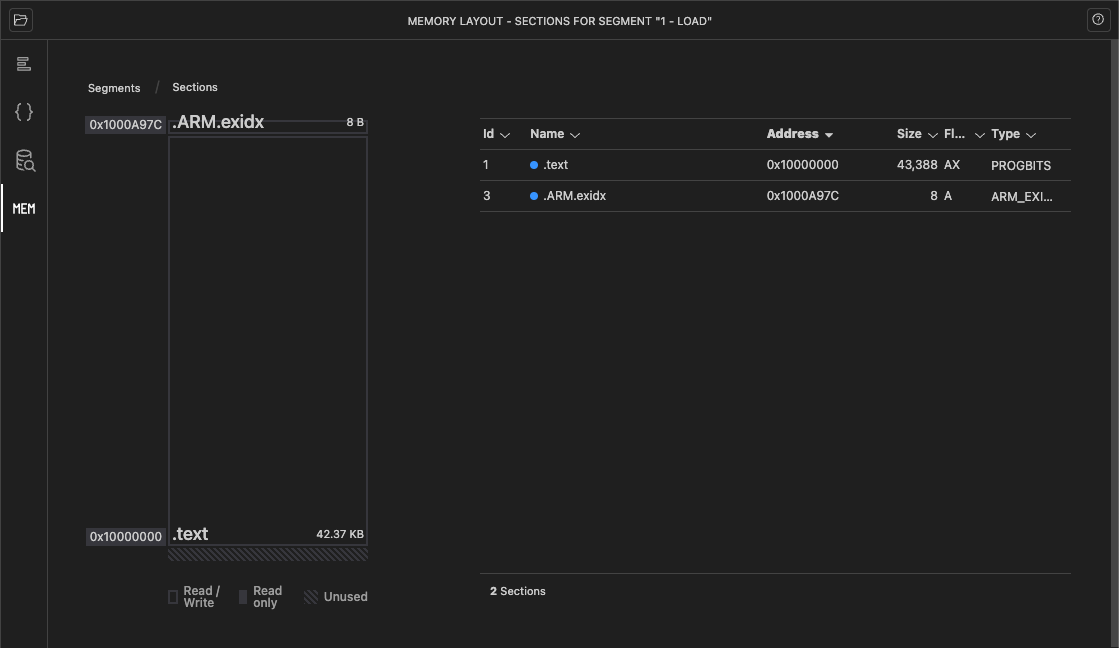 MEMORY LAYOUT - SECTIONS FOR SEGMENT "1 - LOAD"
MEM
Segments / Sections
0x1000A97C .ARM.exidx 8 B
0x10000000 .text 42.37 KB
Read / Write
Read only
Unused
Id Name Address Size Fl... Type
1 .text 0x10000000 43,388 AX PROGBITS
3 .ARM.exidx 0x1000A97C 8 A ARM_EXI...
2 Sections